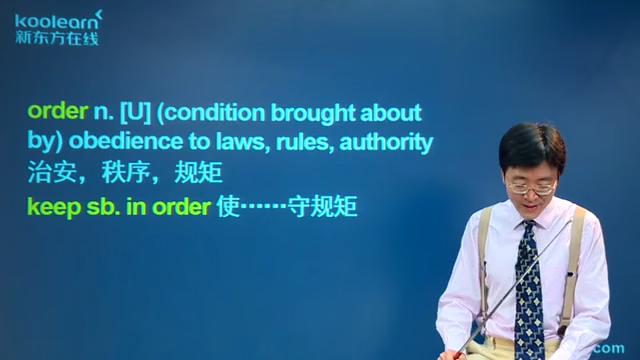 koolearn
新东方在线
order n. [U] (condition brought about
by) obedience to laws, rules, authority
治安，秩序，规矩
keep sb. in order 使……守规矩
.com